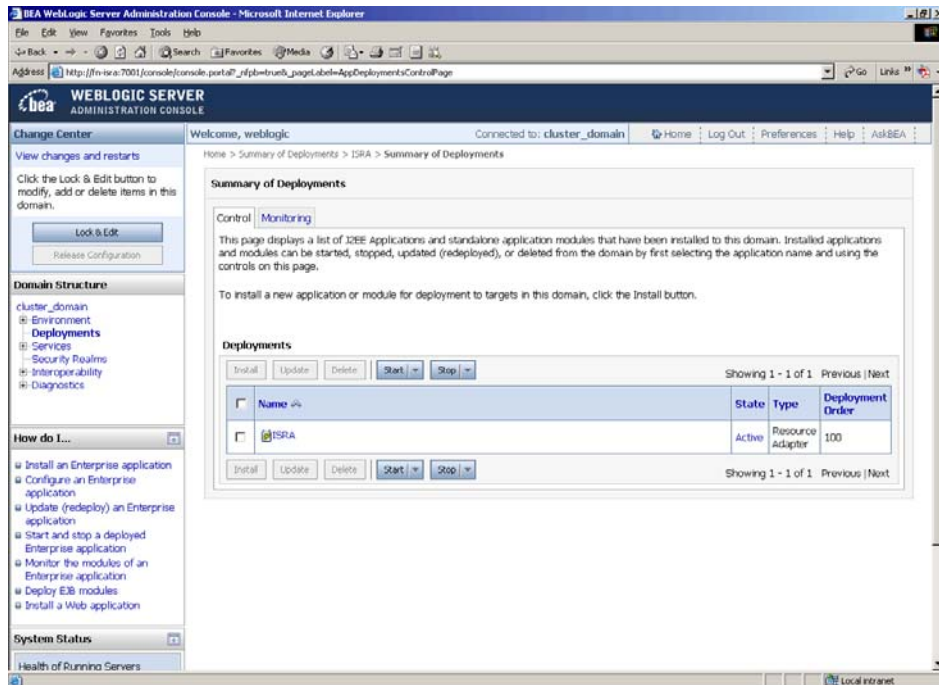 BEA WebLogic Server Administration Console - Microsoft Internet Explorer
File Edit View Favorites Tools Help
Back Search Favorites Media
Address http://fn-isra:7001/console/console.portal?_nfpb=true&_pageLabel=AppDeploymentsControlPage Go Links
bea WEBLOGIC SERVER
ADMINISTRATION CONSOLE
Change Center
View changes and restarts
Click the Lock & Edit button to
modify, add or delete items in this
domain.
Lock & Edit
Release Configuration
Domain Structure
cluster_domain
Environment
Deployments
Services
Security Realms
Interoperability
Diagnostics
How do I...
Install an Enterprise application
Configure an Enterprise
application
Update (redeploy) an Enterprise
application
Start and stop a deployed
Enterprise application
Monitor the modules of an
Enterprise application
Deploy EJB modules
Install a Web application
System Status
Health of Running Servers
Welcome, weblogic Connected to: cluster_domain Home Log Out Preferences Help AskBEA
Home > Summary of Deployments > ISRA > Summary of Deployments
Summary of Deployments
Control Monitoring
This page displays a list of J2EE Applications and standalone application modules that have been installed to this domain. Installed applications
and modules can be started, stopped, updated (redeployed), or deleted from the domain by first selecting the application name and using the
controls on this page.
To install a new application or module for deployment to targets in this domain, click the Install button.
Deployments
Install Update Delete Start Stop Showing 1 - 1 of 1 Previous | Next
Name State Type Deployment Order
ISRA Active Resource Adapter 100
Install Update Delete Start Stop Showing 1 - 1 of 1 Previous | Next
Local intranet